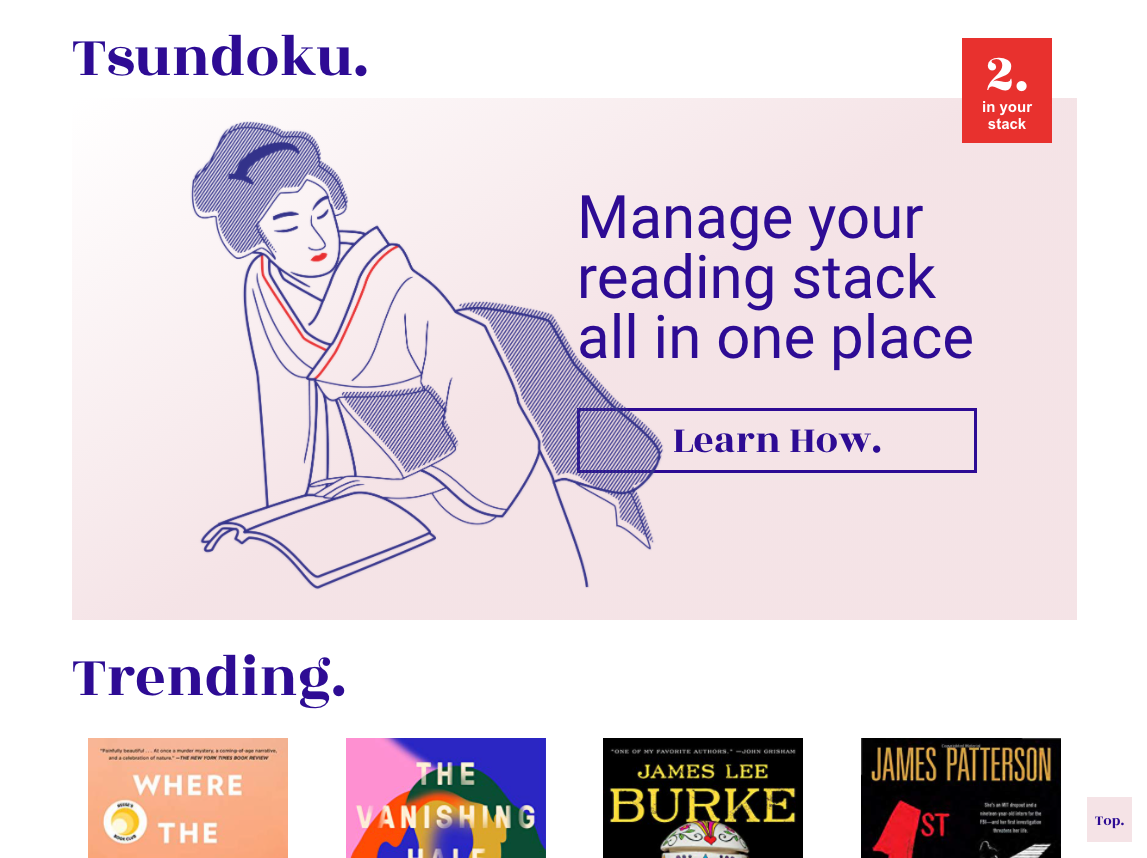 Tsundoku.
2.
in your
stack
Manage your
reading stack
all in one place
Learn How.
Trending.
"Painfully beautiful . . . At once a murder mystery, a coming-of-age narrative,
and a celebration of nature." —THE NEW YORK TIMES BOOK REVIEW
WHERE
REESE'S
BOOK CLUB
THE
THE
VANISHING
HALF
"ONE OF MY FAVORITE AUTHORS." —JOHN GRISHAM
JAMES LEE
BURKE
Copyrighted Material
JAMES PATTERSON
She's an MIT dropout and a
nineteen-year-old intern for the
FBI—and her first investigation
threatens her life.
ST
Top.